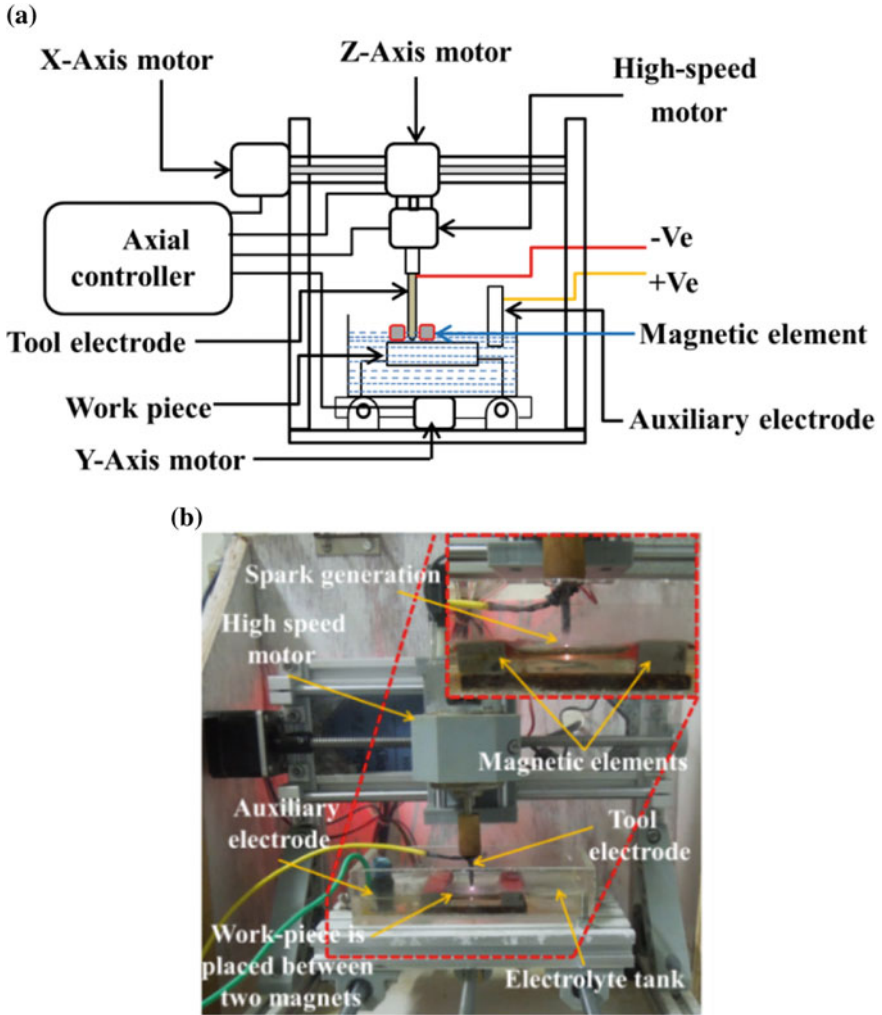 (a)
X-Axis motor
Z-Axis motor
High-speed
motor
Axial
controller
-Ve
+Ve
Tool electrode
Magnetic element
Work piece
Auxiliary electrode
Y-Axis motor
(b)
Spark generation
High speed
motor
Magnetic elements
Auxiliary
electrode
Tool
electrode
Work-piece is
placed between
two magnets
Electrolyte tank